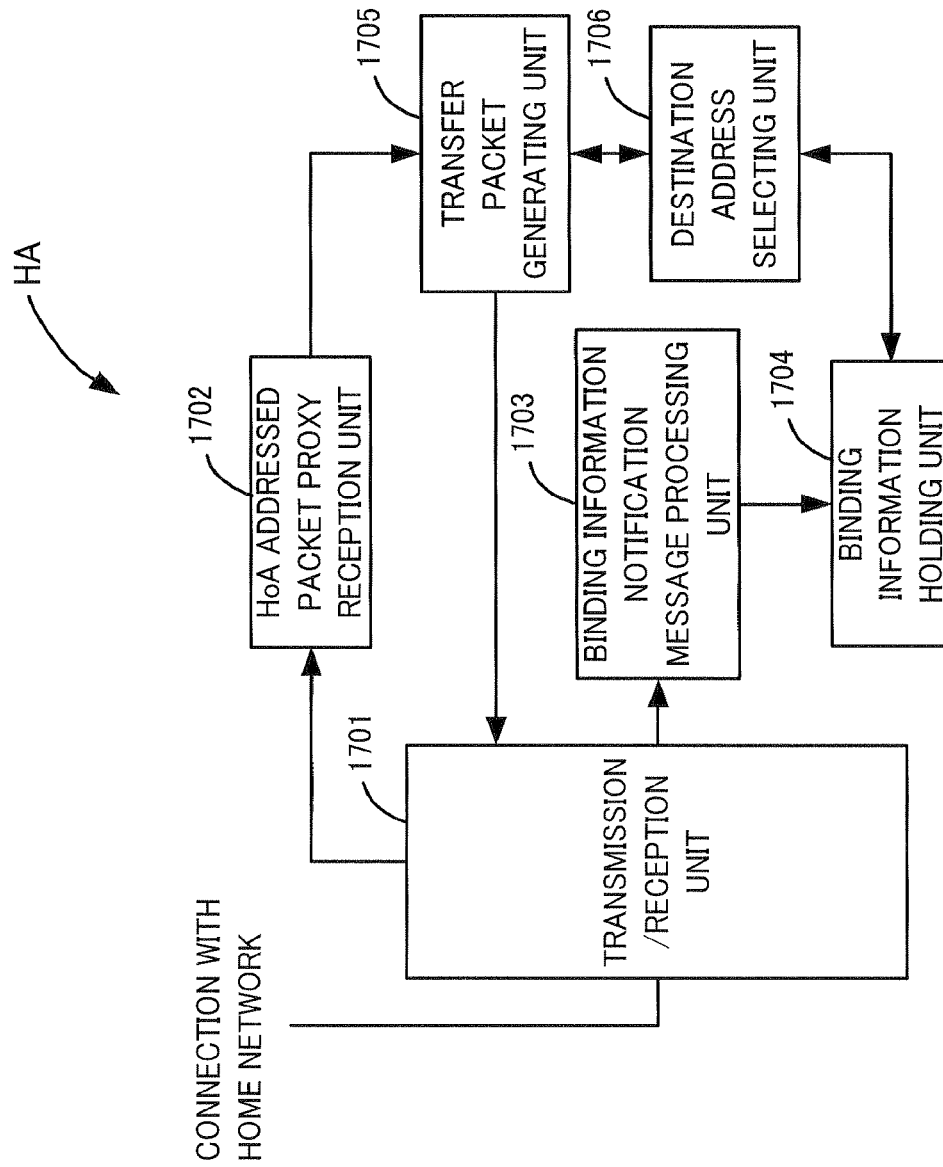 HA
CONNECTION WITH
HOME NETWORK
1701
TRANSMISSION
/RECEPTION
UNIT
1702
HoA ADDRESSED
PACKET PROXY
RECEPTION UNIT
1703
BINDING INFORMATION
NOTIFICATION
MESSAGE PROCESSING
UNIT
1704
BINDING
INFORMATION
HOLDING UNIT
1705
TRANSFER
PACKET
GENERATING UNIT
1706
DESTINATION
ADDRESS
SELECTING UNIT